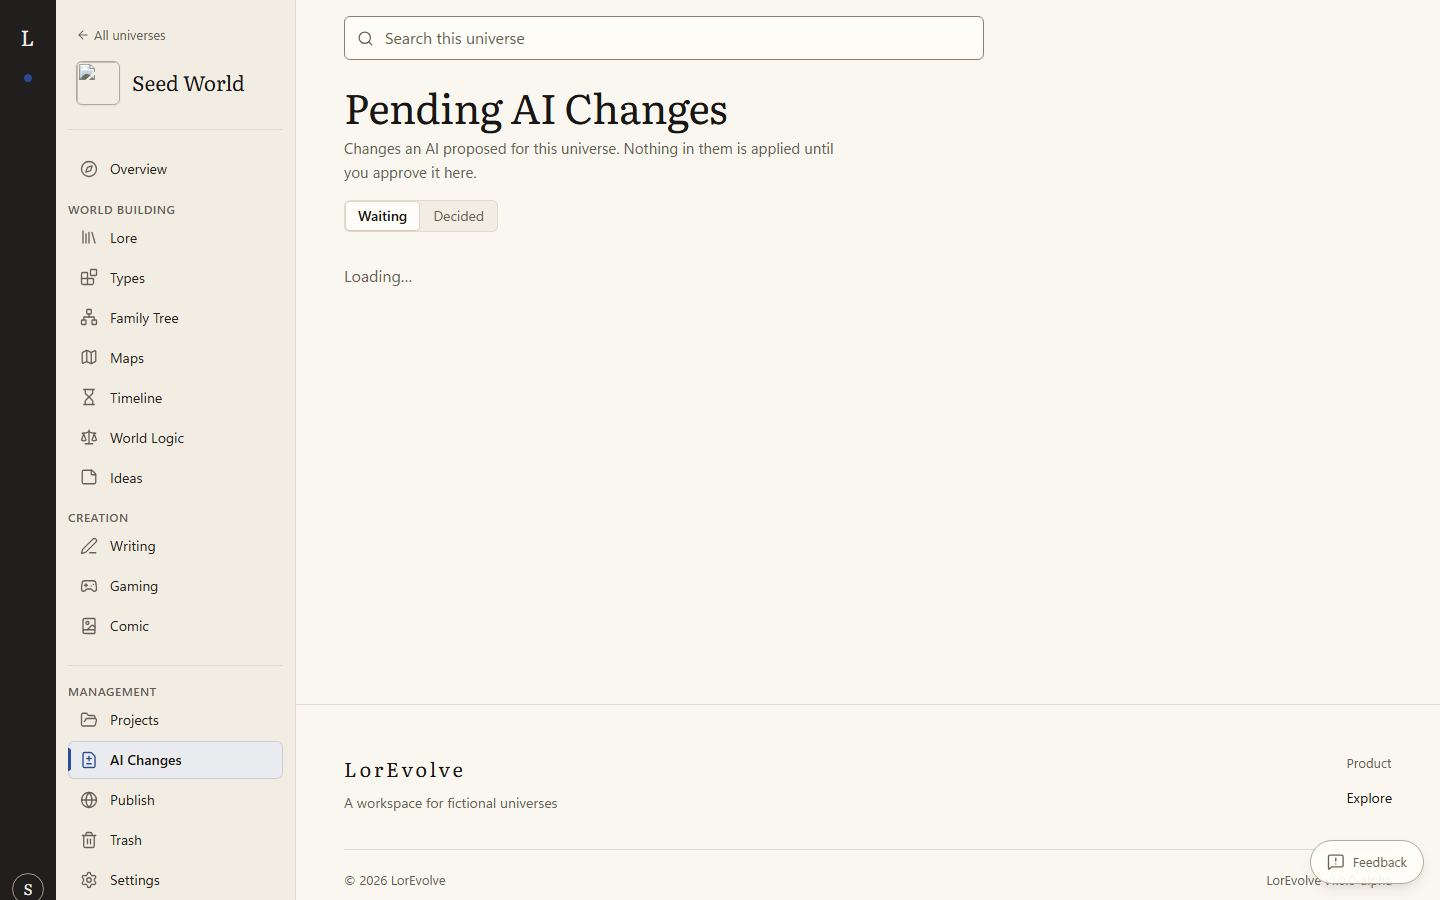 L
All universes
Seed World
Overview
WORLD BUILDING
Lore
Types
Family Tree
Maps
Timeline
World Logic
Ideas
CREATION
Writing
Gaming
Comic
MANAGEMENT
Projects
AI Changes
Publish
Trash
Settings
S
Search this universe
Pending AI Changes
Changes an AI proposed for this universe. Nothing in them is applied until
you approve it here.
Waiting
Decided
Loading...
LorEvolve
A workspace for fictional universes
Product
Explore
© 2026 LorEvolve
LorEvolve
Feedback